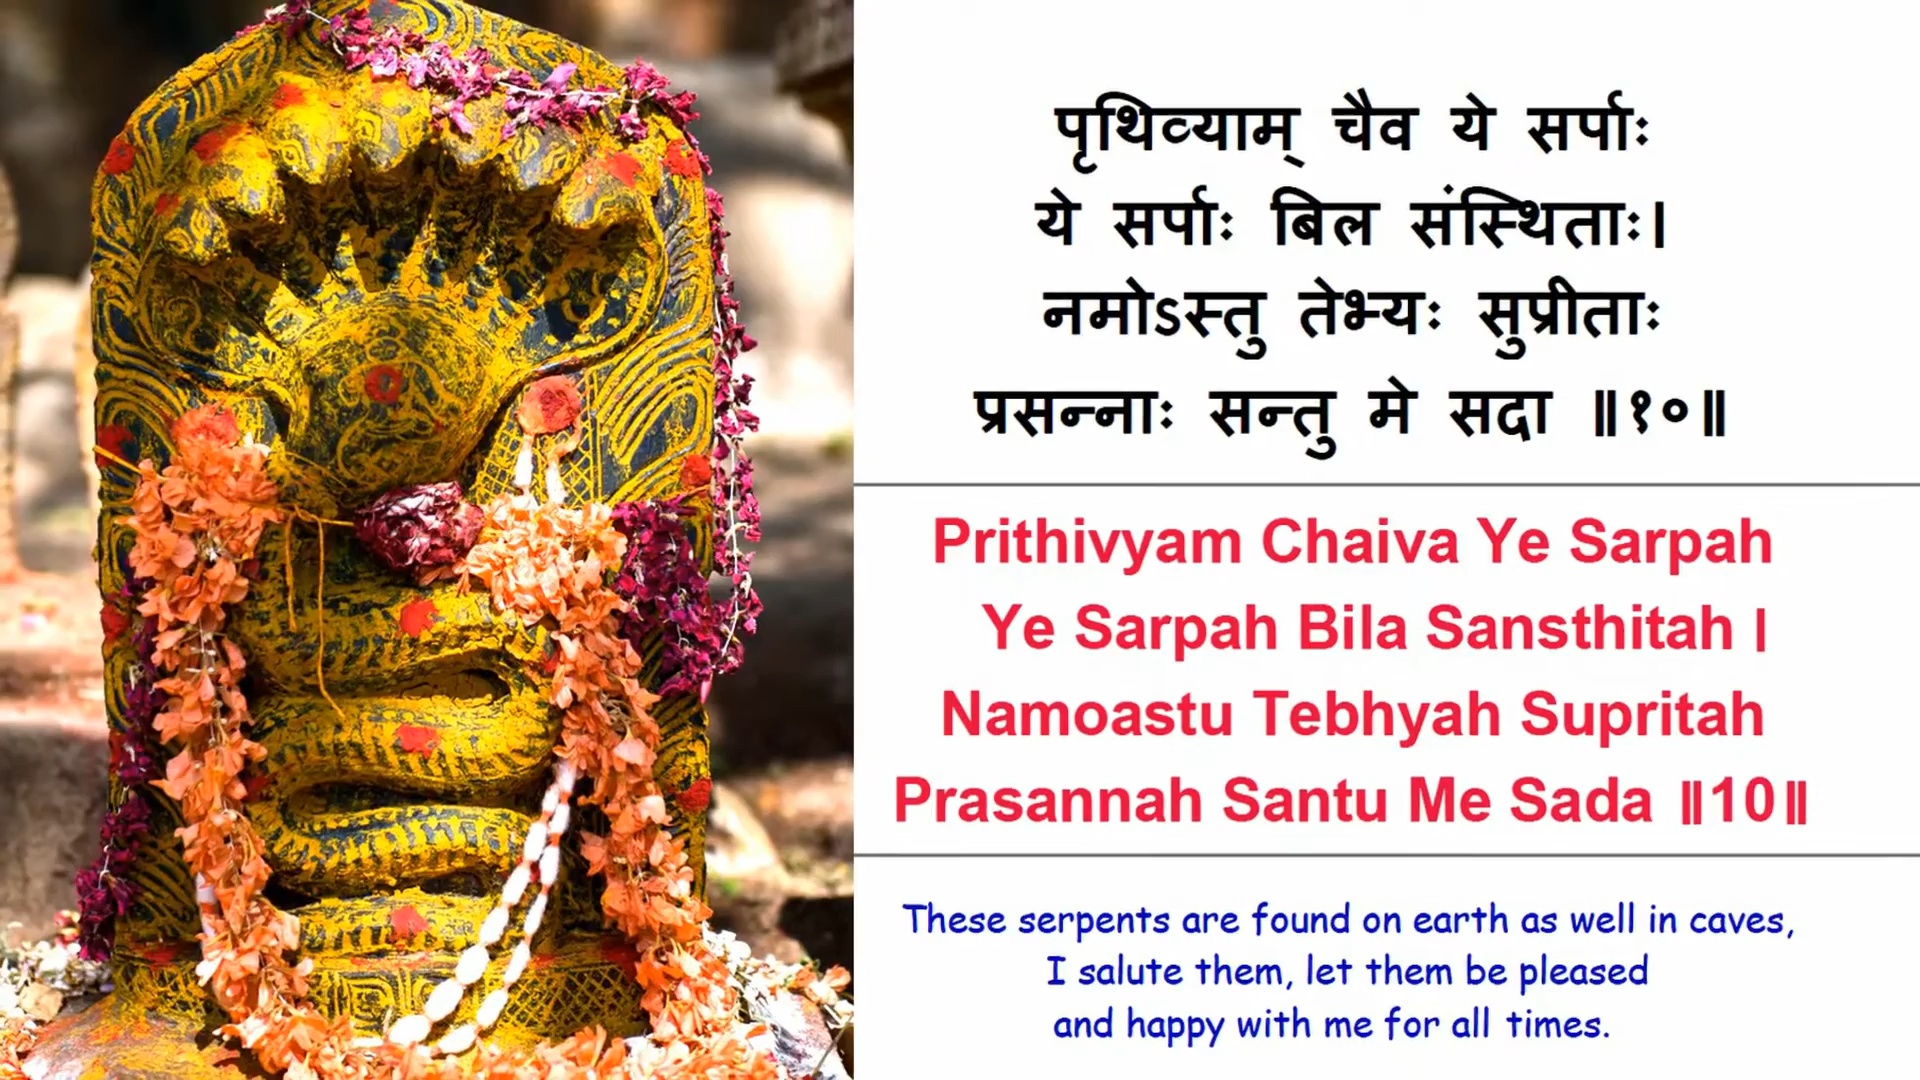 पृथिव्याम् चैव ये सर्पाः
ये सर्पाः बिल संस्थिताः।
नमोऽस्तु तेभ्यः सुप्रीताः
प्रसन्नाः सन्तु मे सदा ॥१०॥
Prithivyam Chaiva Ye Sarpah
Ye Sarpah Bila Sansthitah ।
Namoastu Tebhyah Supritah
Prasannah Santu Me Sada ॥10॥
These serpents are found on earth as well in caves,
I salute them, let them be pleased
and happy with me for all times.